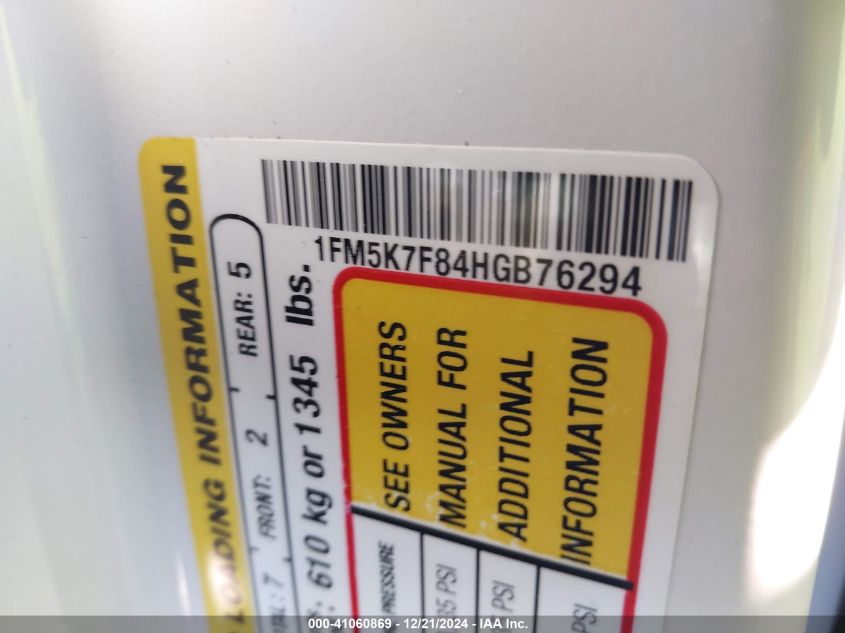 1FM5K7F84HGB76294
LOADING INFORMATION
FRONT: 2 REAR: 5
610 kg or 1345 lbs.
SEE OWNERS
MANUAL FOR
ADDITIONAL
INFORMATION
PRESSURE
PSI
PSI
PSI
000-41060869 - 12/21/2024 - IAA Inc.